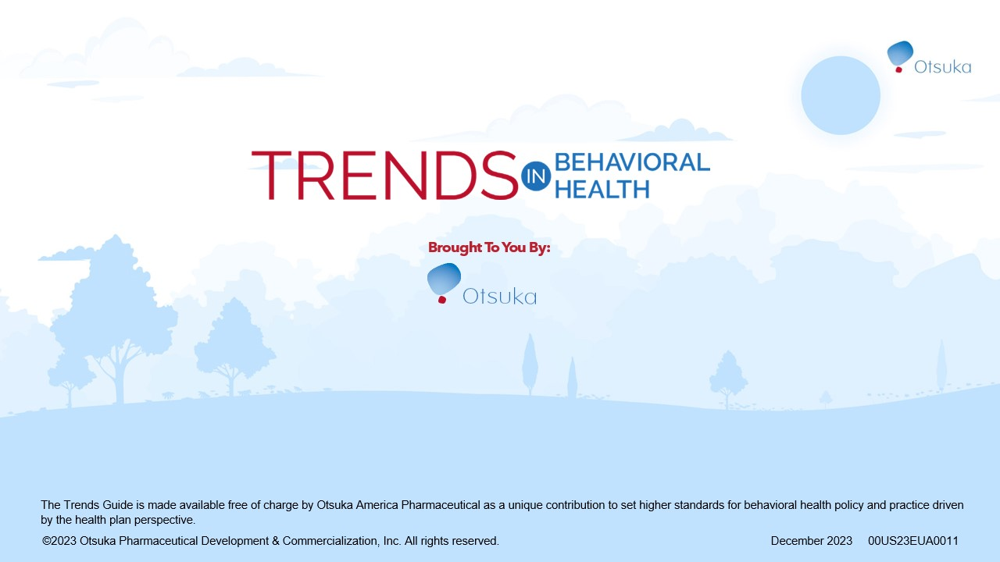 Otsuka
TRENDS IN BEHAVIORAL
HEALTH
Brought To You By:
Otsuka
The Trends Guide is made available free of charge by Otsuka America Pharmaceutical as a unique contribution to set higher standards for behavioral health policy and practice driven
by the health plan perspective.
©2023 Otsuka Pharmaceutical Development & Commercialization, Inc. All rights reserved. December 2023 00US23EUA0011